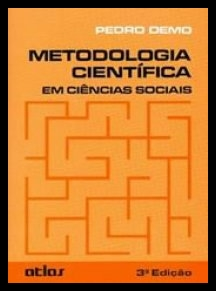 PEDRO DEMO
METODOLOGIA
CIENTÍFICA
EM CIÊNCIAS SOCIAIS
atlas
3ª Edição